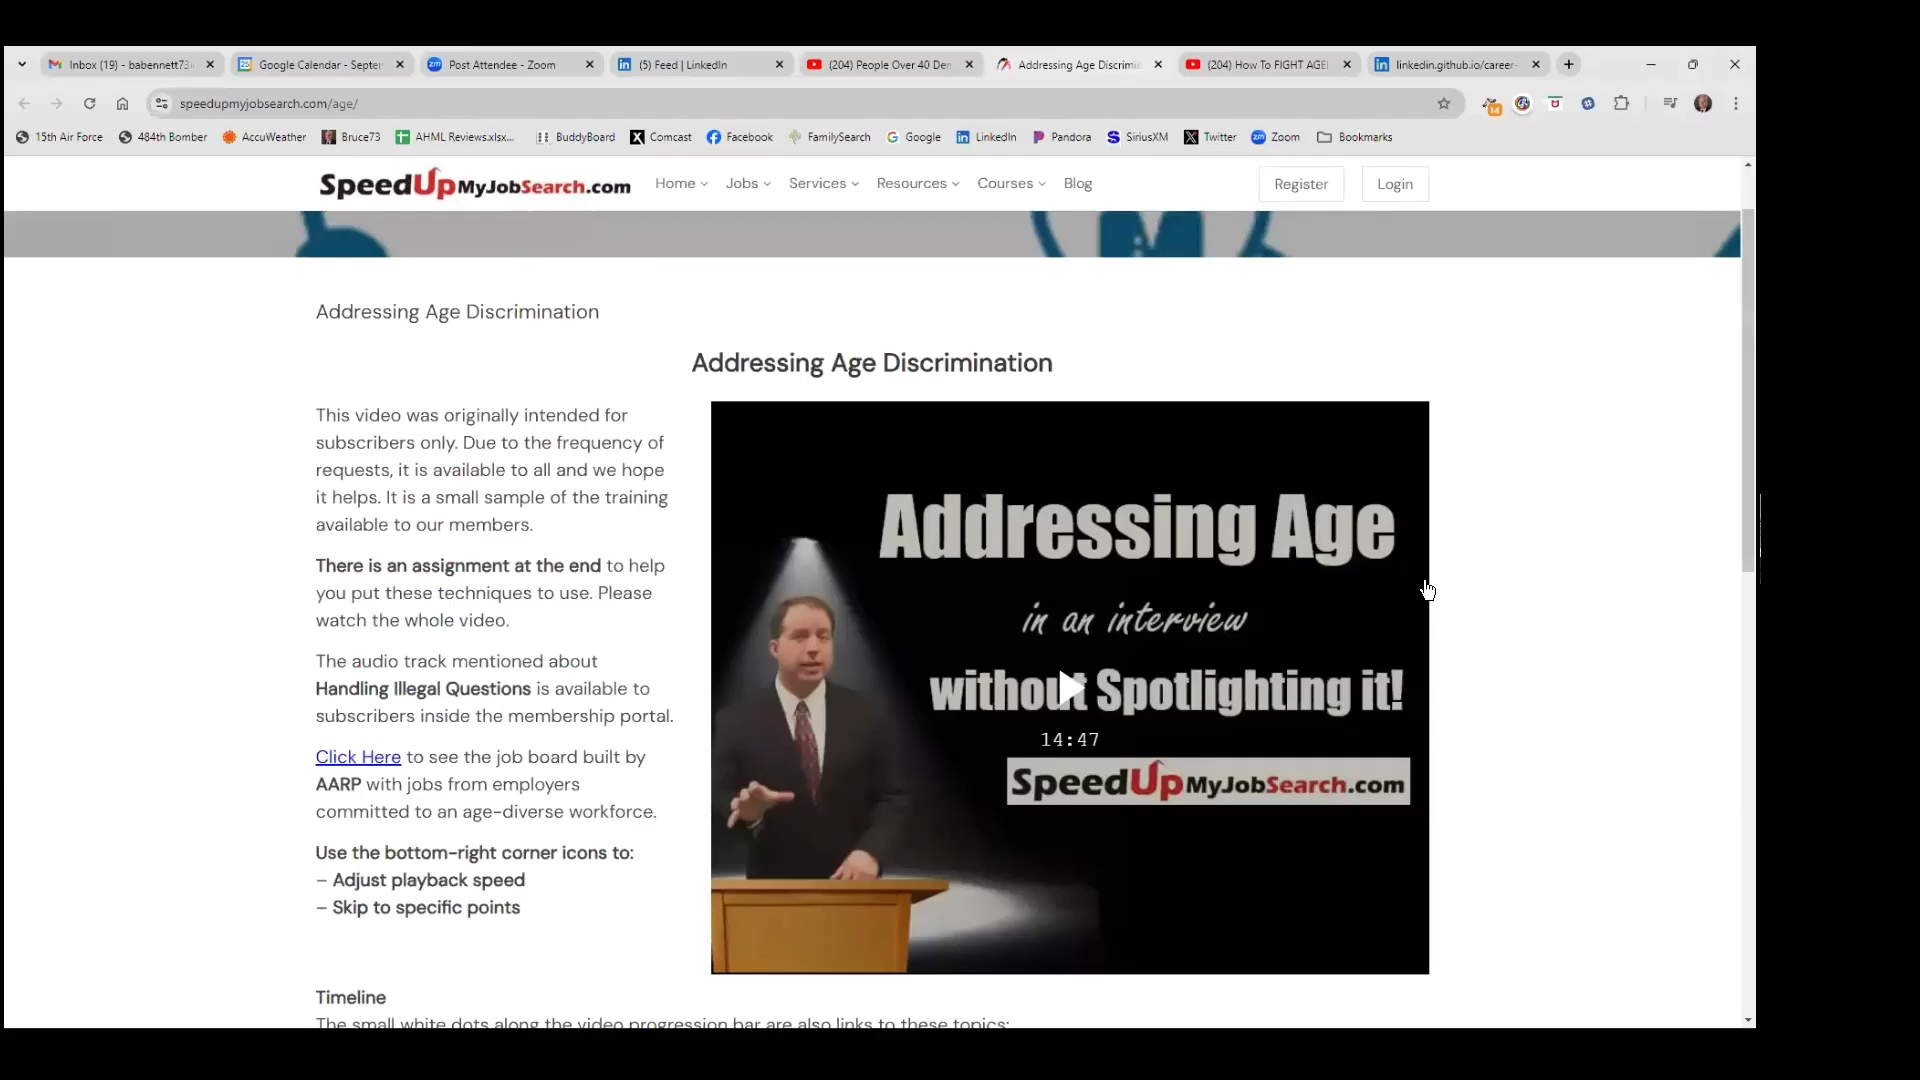 Inbox (19) - babennett73
Google Calendar - Septer
Post Attendee - Zoom
(5) Feed | LinkedIn
(204) People Over 40 Den
Addressing Age Discrimi
(204) How To FIGHT AGE
linkedin.github.io/career-
speedupmyjobsearch.com/age/
14
15th Air Force
484th Bomber
AccuWeather
Bruce73
AHML Reviews.xlsx...
BuddyBoard
Comcast
Facebook
FamilySearch
Google
LinkedIn
Pandora
SiriusXM
Twitter
Zoom
Bookmarks
SpeedUpMyJobSearch.com
Home
Jobs
Services
Resources
Courses
Blog
Register
Login
Addressing Age Discrimination
Addressing Age Discrimination
This video was originally intended for
subscribers only. Due to the frequency of
requests, it is available to all and we hope
it helps. It is a small sample of the training
available to our members.
There is an assignment at the end to help
you put these techniques to use. Please
watch the whole video.
The audio track mentioned about
Handling Illegal Questions is available to
subscribers inside the membership portal.
Click Here to see the job board built by
AARP with jobs from employers
committed to an age-diverse workforce.
Use the bottom-right corner icons to:
– Adjust playback speed
– Skip to specific points
Addressing Age
in an interview
without Spotlighting it!
14:47
SpeedUpMyJobSearch.com
Timeline
The small white dots along the video progression bar are also links to these topics: